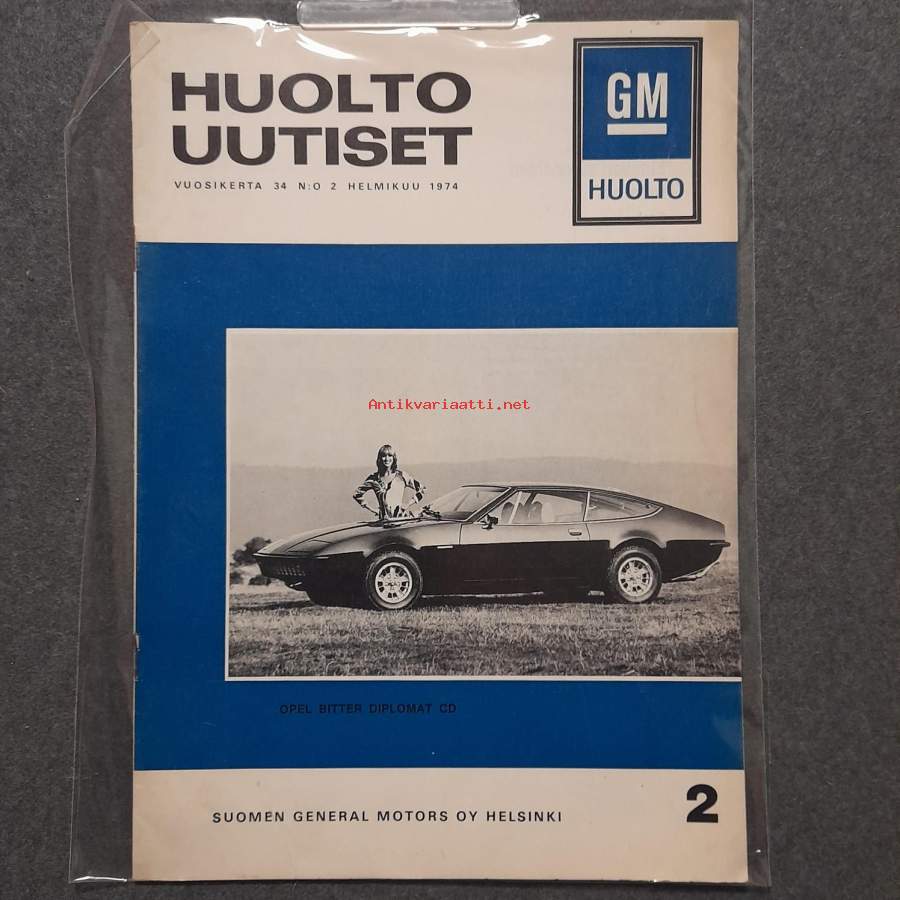 HUOLTO
UUTISET
VUOSIKERTA 34 N:O 2 HELMIKUU 1974
GM
HUOLTO
Antikvariaatti.net
OPEL BITTER DIPLOMAT CD
SUOMEN GENERAL MOTORS OY HELSINKI
2